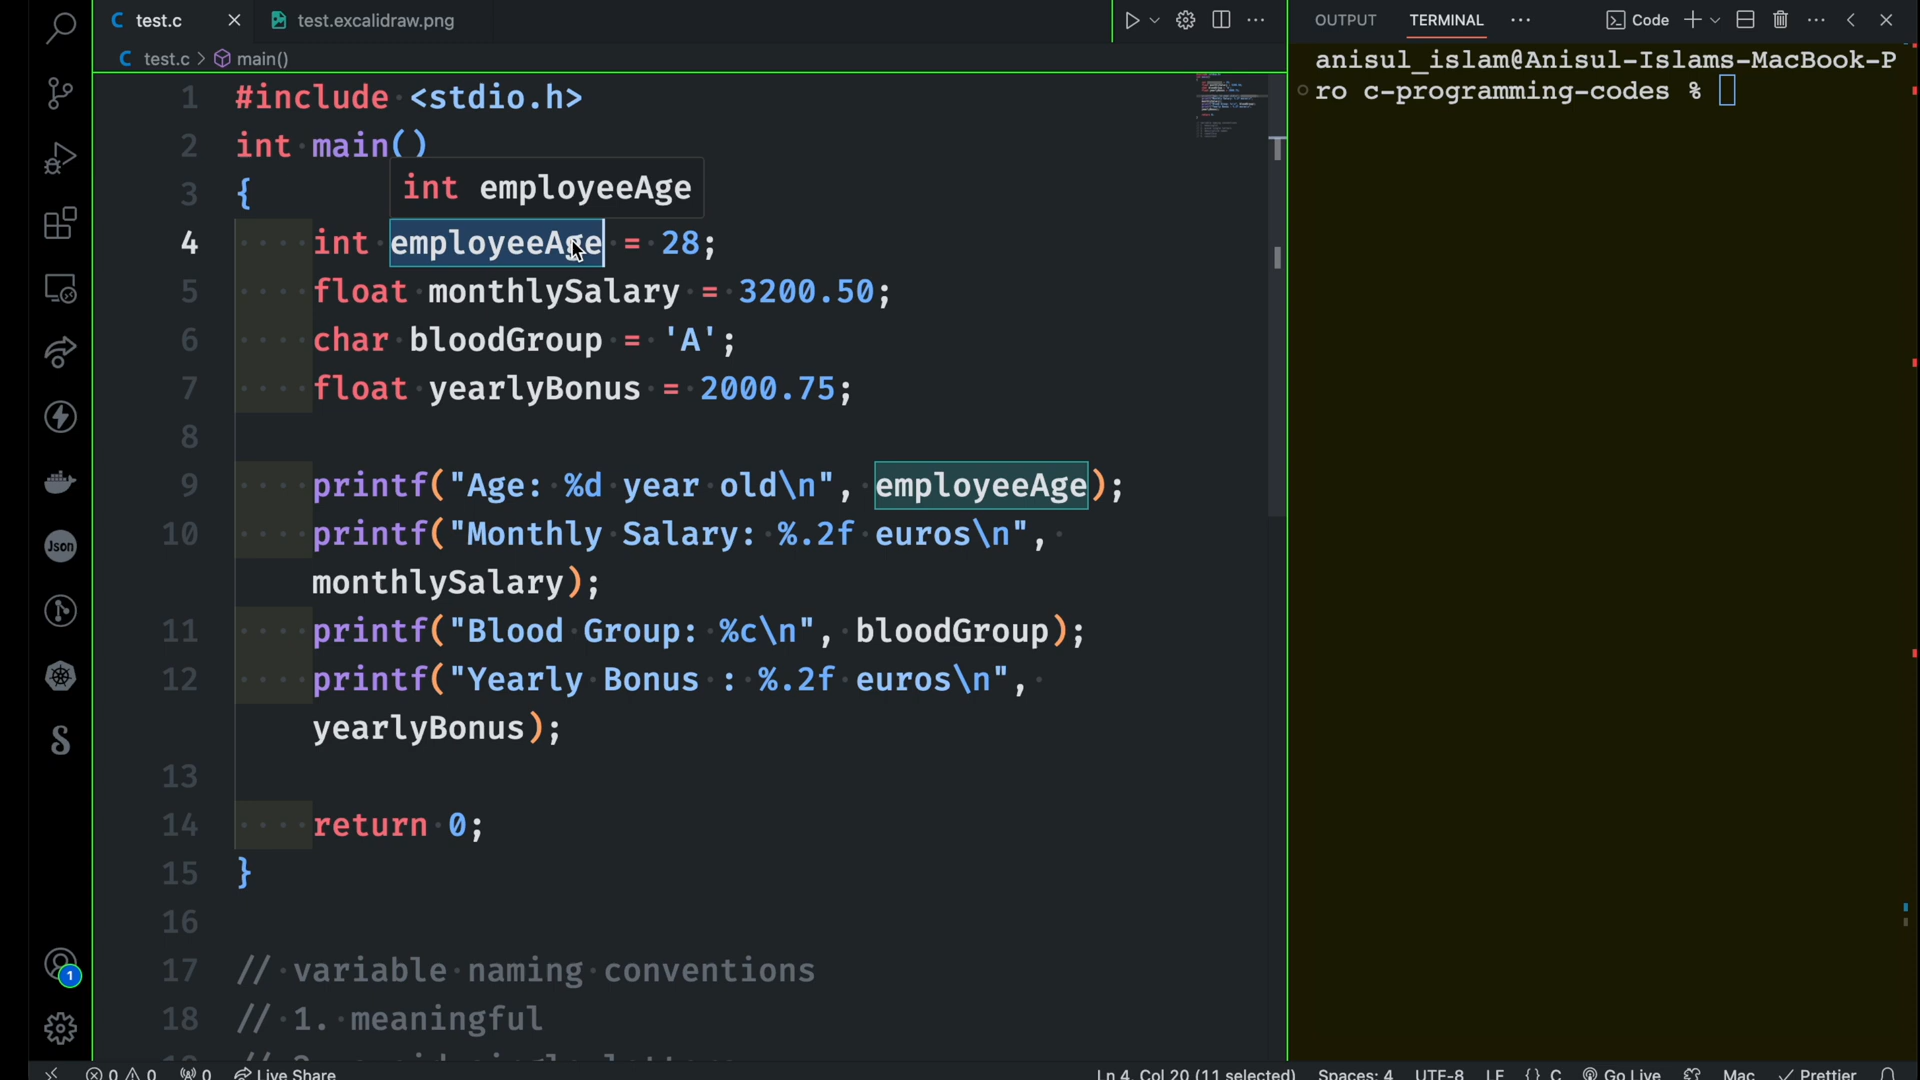 test.c
test.excalidraw.png
OUTPUT
TERMINAL
Code
test.c > main()
anisul_islam@Anisul-Islams-MacBook-P
ro c-programming-codes %
1 #include <stdio.h>
2 int main()
int employeeAge
3 {
4 int employeeAge = 28;
5 float monthlySalary = 3200.50;
6 char bloodGroup = 'A';
7 float yearlyBonus = 2000.75;
8
9 printf("Age: %d year old\n", employeeAge);
10 printf("Monthly Salary: %.2f euros\n",
monthlySalary);
11 printf("Blood Group: %c\n", bloodGroup);
12 printf("Yearly Bonus : %.2f euros\n",
yearlyBonus);
13
14 return 0;
15 }
16
17 // variable naming conventions
18 // 1. meaningful
Json
1
0 0 0 Live Share
Ln 4, Col 20 (11 selected) Spaces: 4 UTF-8 LF {} C Go Live Mac Prettier